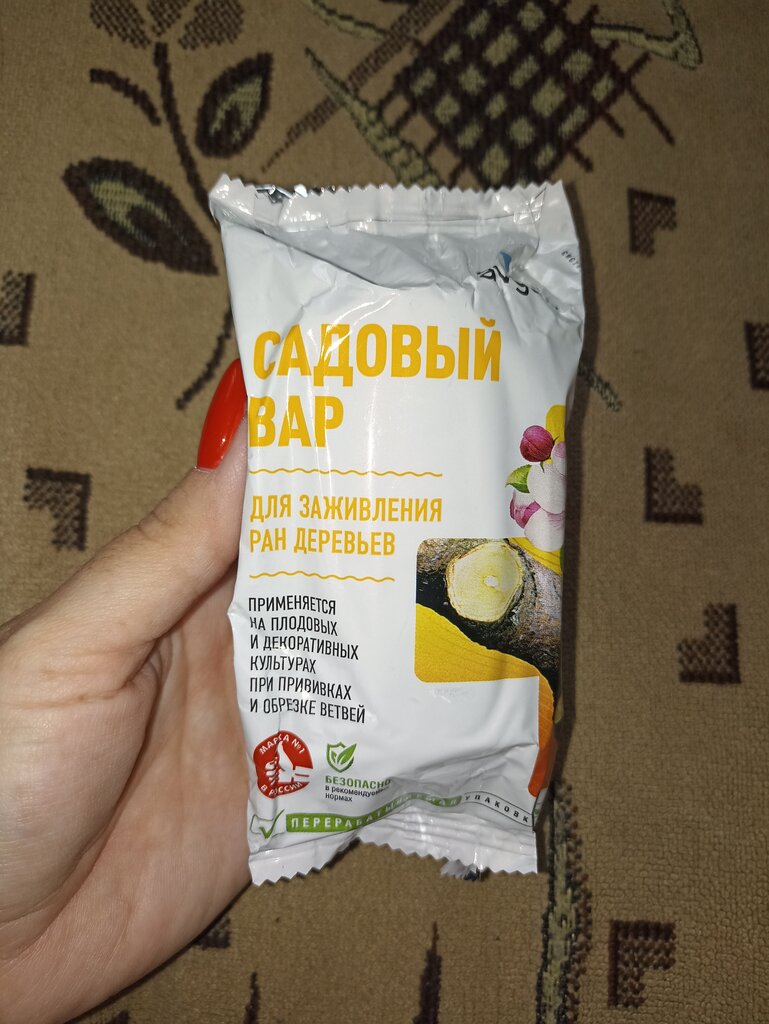 САДОВЫЙ
ВАР
ДЛЯ ЗАЖИВЛЕНИЯ
РАН ДЕРЕВЬЕВ
ПРИМЕНЯЕТСЯ
НА ПЛОДОВЫХ
И ДЕКОРАТИВНЫХ
КУЛЬТУРАХ
ПРИ ПРИВИВКАХ
И ОБРЕЗКЕ ВЕТВЕЙ
МАРКА №1
В РОССИИ
БЕЗОПАСНО
в рекомендуемых
нормах